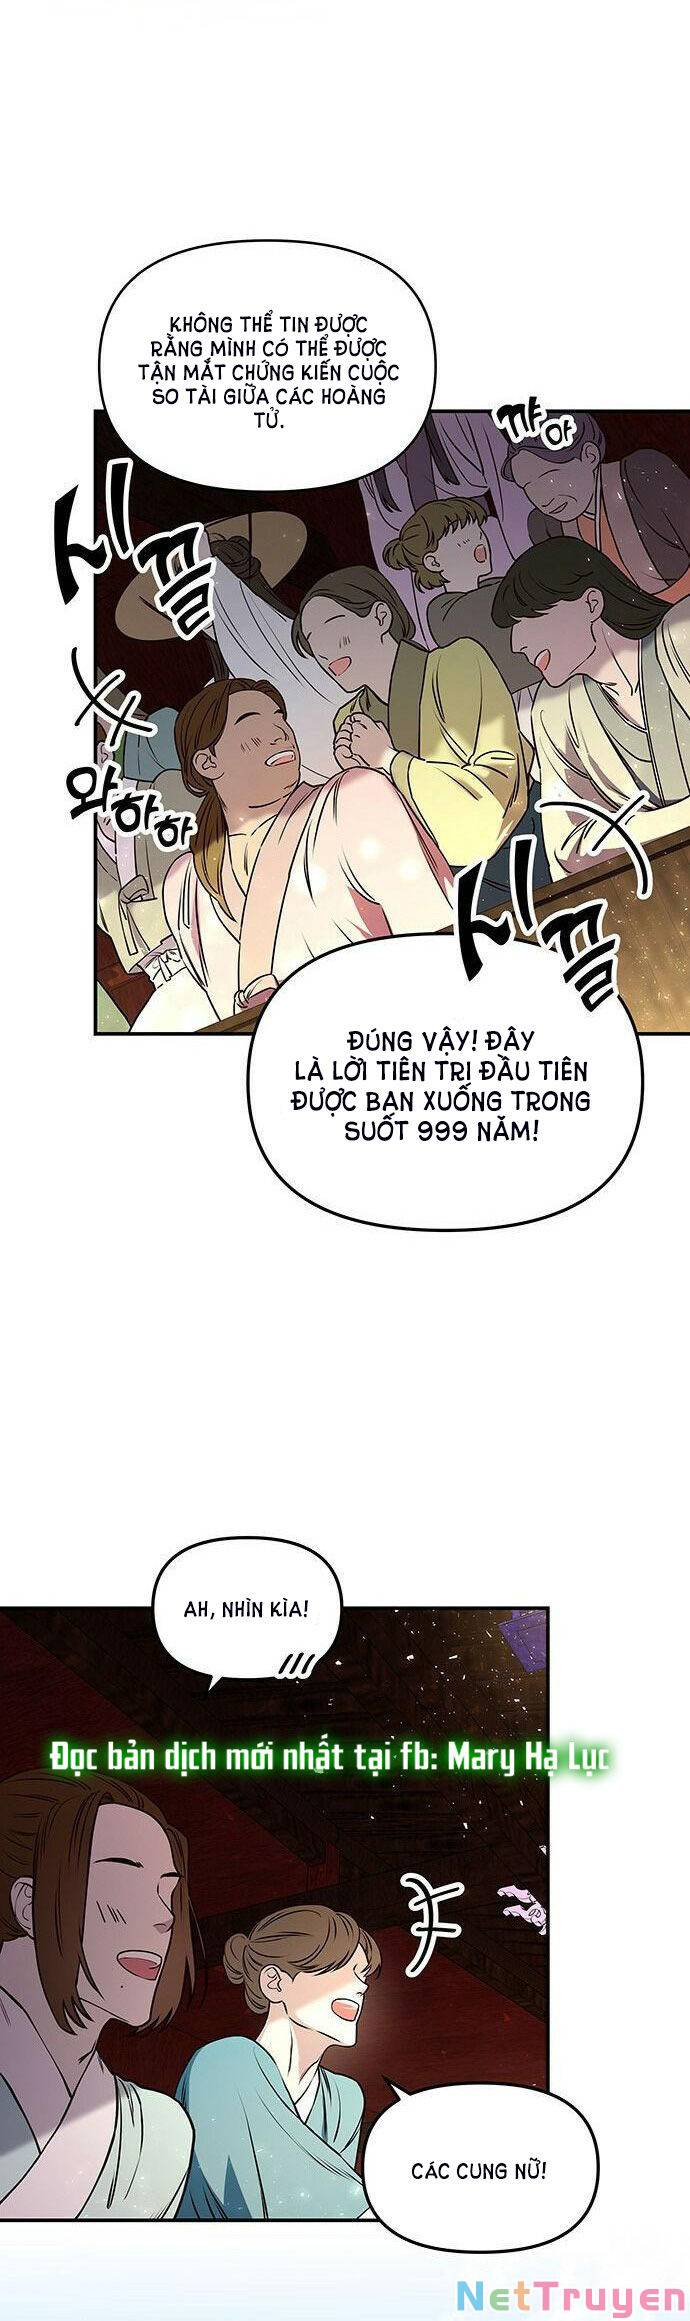 KHÔNG THỂ TIN ĐƯỢC
RẰNG MÌNH CÓ THỂ ĐƯỢC
TẬN MẮT CHỨNG KIẾN CUỘC
SO TÀI GIỮA CÁC HOÀNG
TỬ.
꺄아
시끌
와하하
시끌
ĐÚNG VẬY! ĐÂY
LÀ LỜI TIÊN TRI ĐẦU TIÊN
ĐƯỢC BAN XUỐNG TRONG
SUỐT 999 NĂM!
AH, NHÌN KÌA!
Đọc bản dịch mới nhất tại fb: Mary Hạ Lục
CÁC CUNG NỮ!
NetTruyen